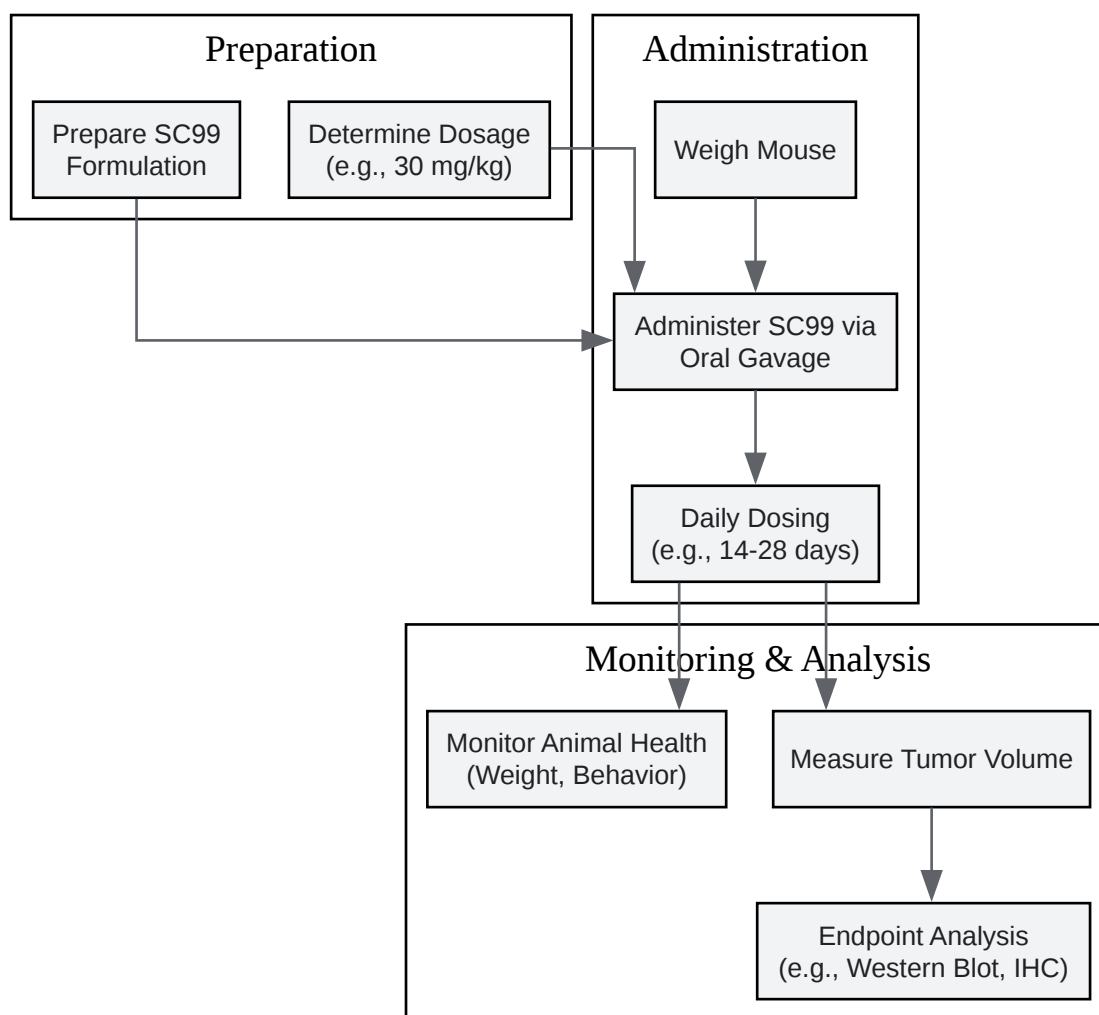 Preparation
Administration
Prepare SC99
Formulation
Determine Dosage
(e.g., 30 mg/kg)
Weigh Mouse
Administer SC99 via
Oral Gavage
Daily Dosing
(e.g., 14-28 days)
Monitoring & Analysis
Monitor Animal Health
(Weight, Behavior)
Measure Tumor Volume
Endpoint Analysis
(e.g., Western Blot, IHC)